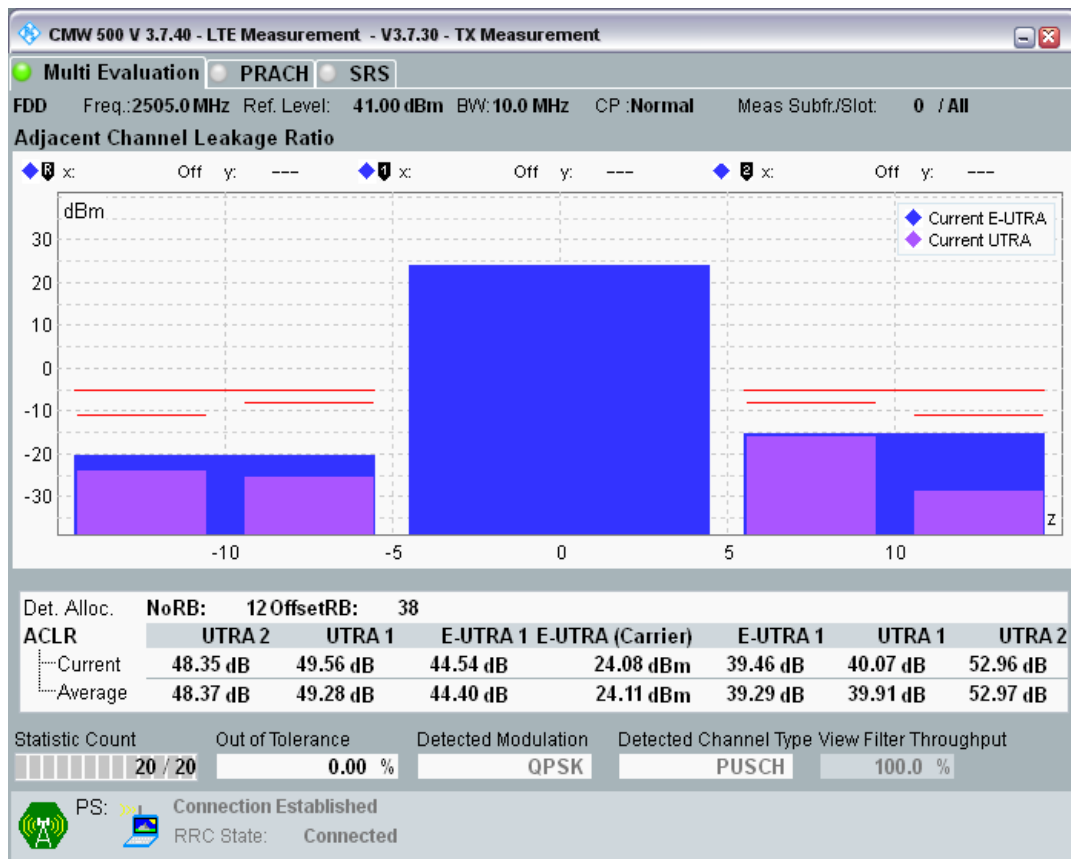 CMW 500 V 3.7.40 - LTE Measurement - V3.7.30 - TX Measurement
Multi Evaluation PRACH SRS
FDD Freq.:2505.0 MHz Ref. Level: 41.00 dBm BW:10.0 MHz CP :Normal Meas Subfr./Slot: 0 / All
Adjacent Channel Leakage Ratio
R x: Off y: --- 1 x: Off y: --- 2 x: Off y: ---
dBm
Current E-UTRA
Current UTRA
30
20
10
0
-10
-20
-30
z
-10 -5 0 5 10
Det. Alloc. NoRB: 12 OffsetRB: 38
ACLR UTRA 2 UTRA 1 E-UTRA 1 E-UTRA (Carrier) E-UTRA 1 UTRA 1 UTRA 2
Current 48.35 dB 49.56 dB 44.54 dB 24.08 dBm 39.46 dB 40.07 dB 52.96 dB
Average 48.37 dB 49.28 dB 44.40 dB 24.11 dBm 39.29 dB 39.91 dB 52.97 dB
Statistic Count Out of Tolerance Detected Modulation Detected Channel Type View Filter Throughput
20 / 20 0.00 % QPSK PUSCH 100.0 %
PS: Connection Established
RRC State: Connected